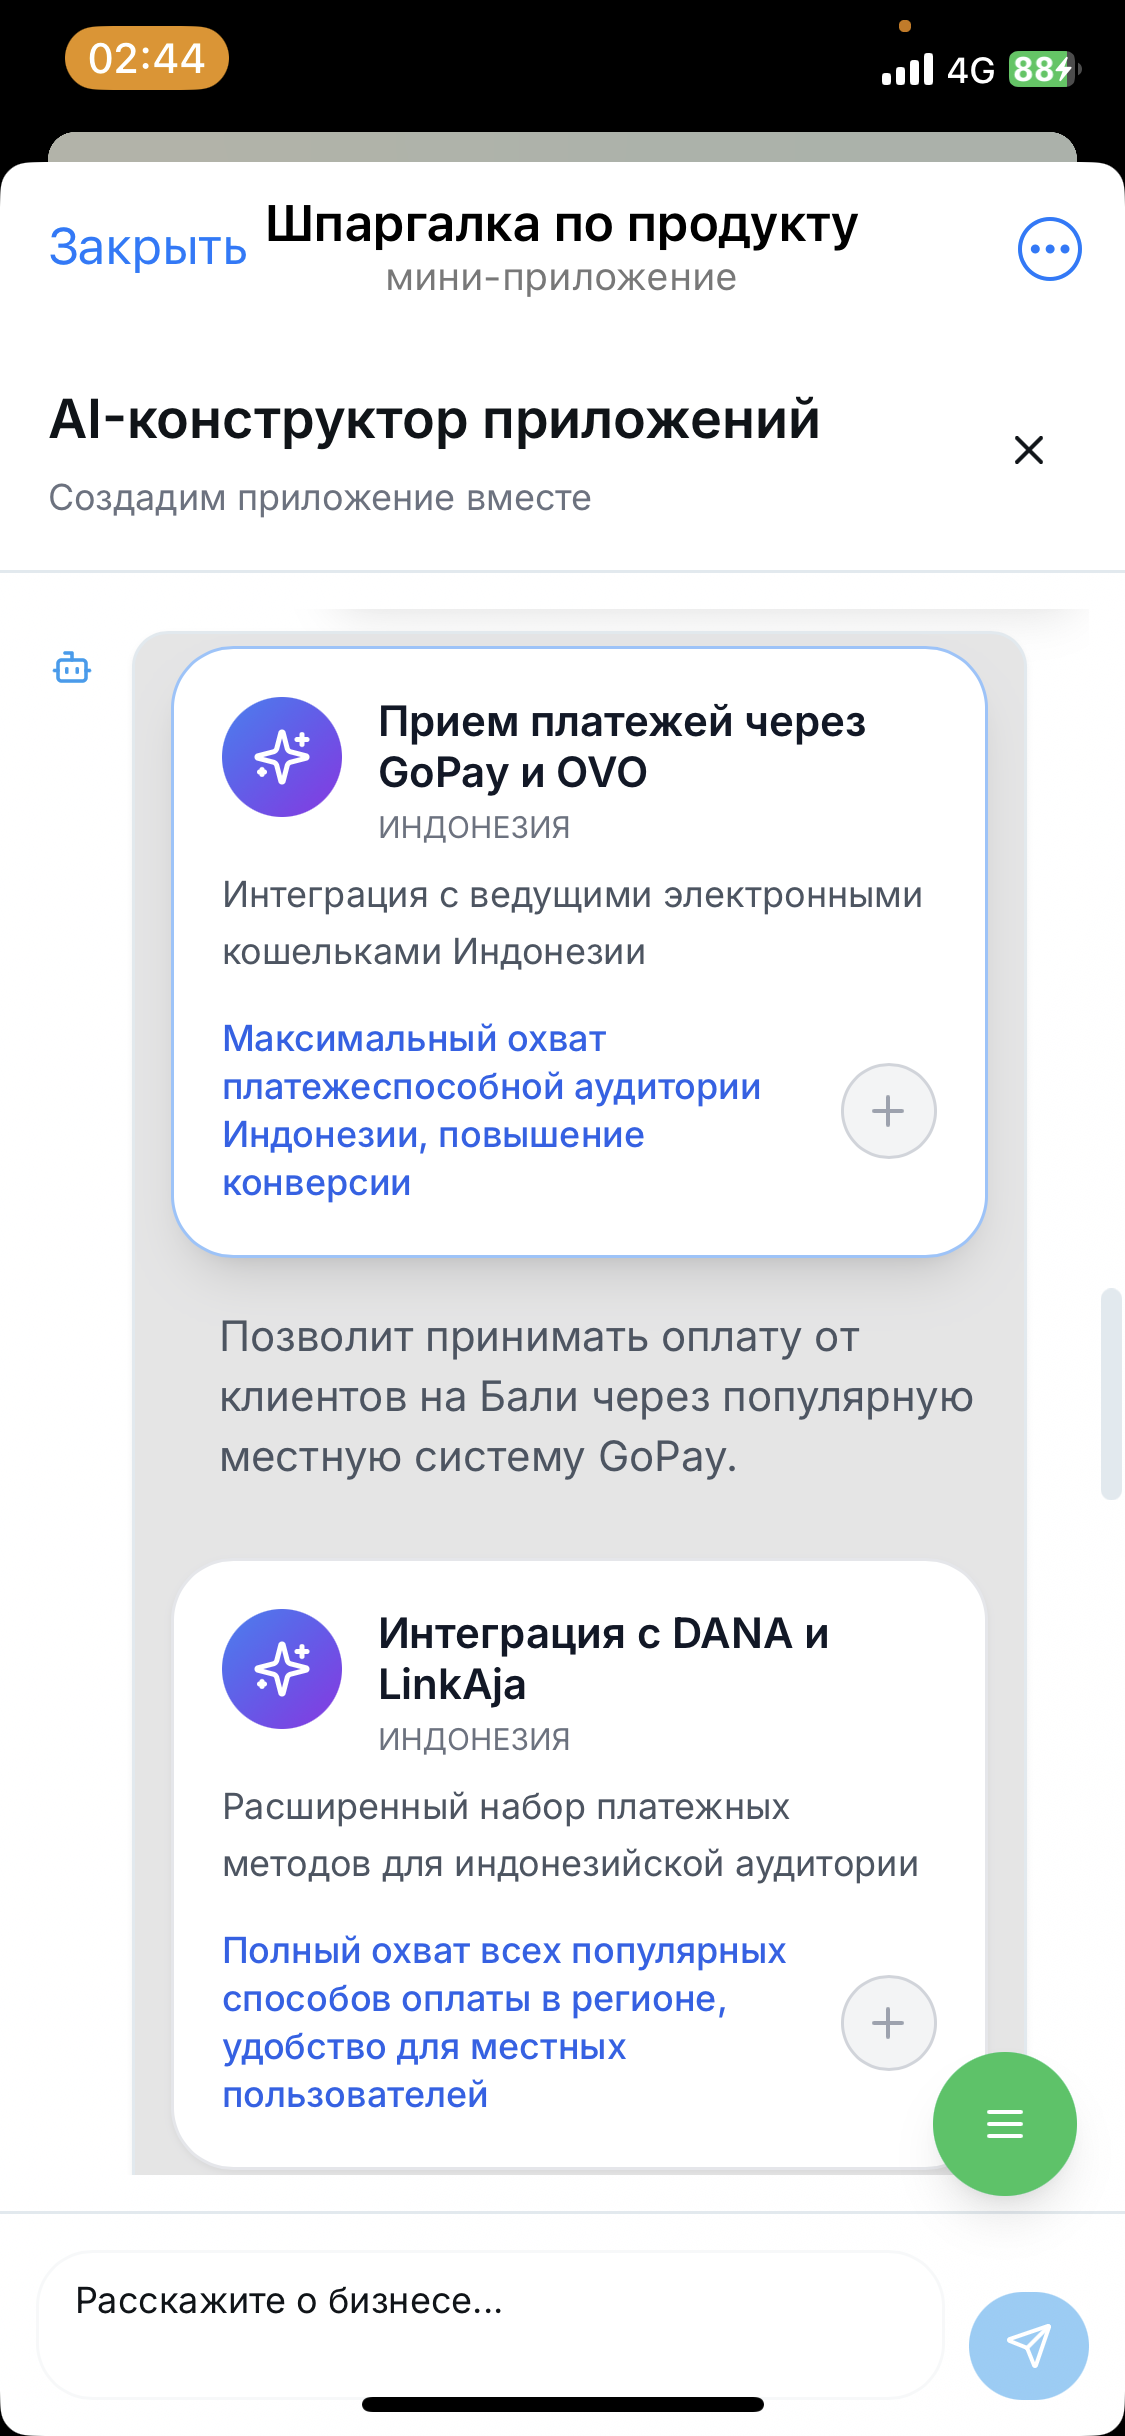 02:44
4G
88
Закрыть
Шпаргалка по продукту
мини-приложение
AI-конструктор приложений
Создадим приложение вместе
Прием платежей через
GoPay и OVO
ИНДОНЕЗИЯ
Интеграция с ведущими электронными
кошельками Индонезии
Максимальный охват
платежеспособной аудитории
Индонезии, повышение
конверсии
Позволит принимать оплату от
клиентов на Бали через популярную
местную систему GoPay.
Интеграция с DANA и
LinkAja
ИНДОНЕЗИЯ
Расширенный набор платежных
методов для индонезийской аудитории
Полный охват всех популярных
способов оплаты в регионе,
удобство для местных
пользователей
Расскажите о бизнесе...